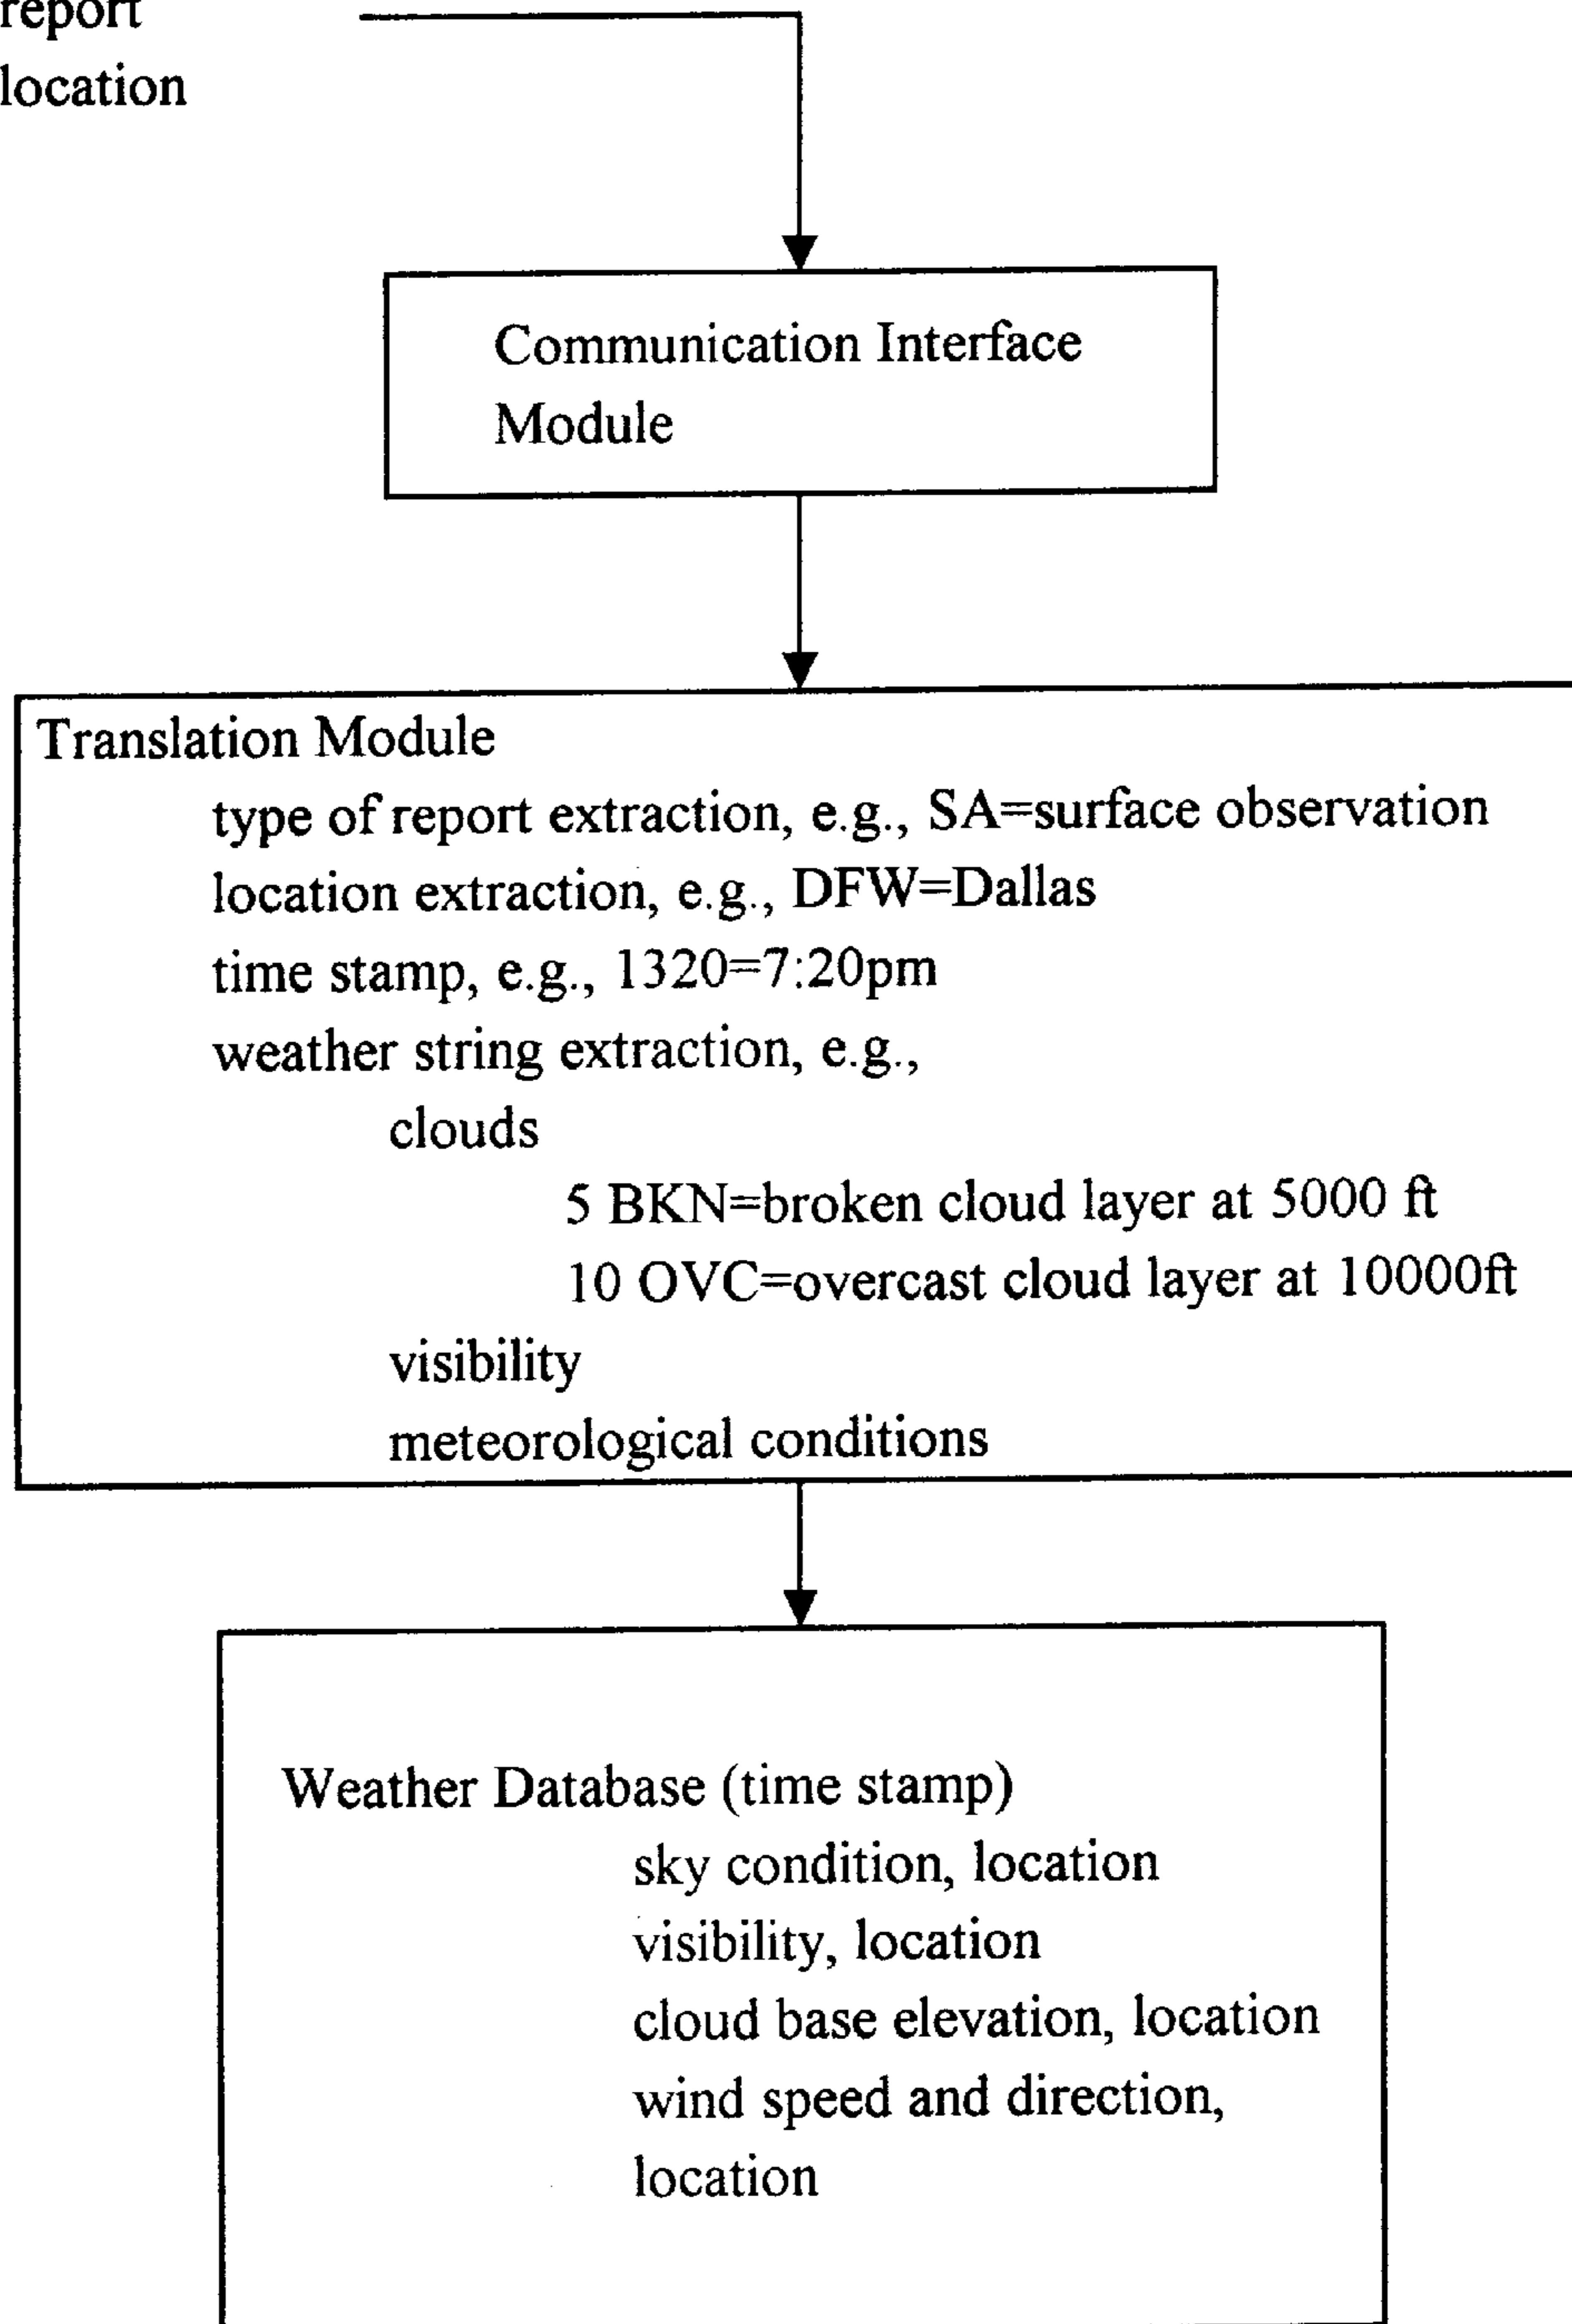 report
location
Communication Interface
Module
Translation Module
type of report extraction, e.g., SA=surface observation
location extraction, e.g., DFW=Dallas
time stamp, e.g., 1320=7:20pm
weather string extraction, e.g.,
clouds
5 BKN=broken cloud layer at 5000 ft
10 OVC=overcast cloud layer at 10000ft
visibility
meteorological conditions
Weather Database (time stamp)
sky condition, location
visibility, location
cloud base elevation, location
wind speed and direction,
location